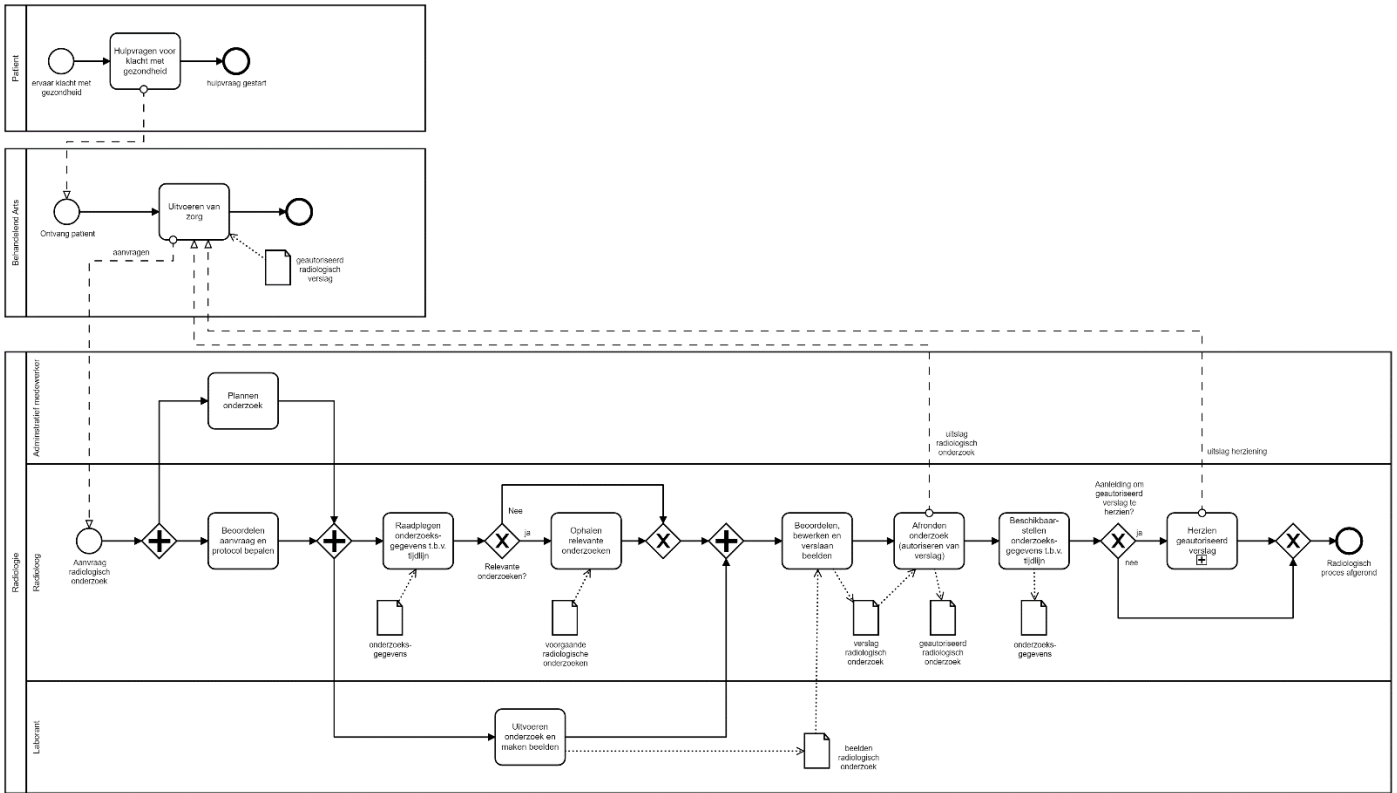 Patient
Hulpvragen voor
klacht met
gezondheid
ervaar klacht met
gezondheid
hulpvraag gestart
Behandelend Arts
Uitvoeren van
zorg
Ontvang patient
aanvragen
geautoriseerd
radiologisch
verslag
Radiologie
Adminstratief medewerker
Plannen
onderzoek
uitslag
radiologisch
onderzoek
uitslag herziening
Radioloog
Aanvraag
radiologisch
onderzoek
Beoordelen
aanvraag en
protocol bepalen
Raadplegen
onderzoeks-
gegevens t.b.v.
tijdlijn
onderzoeks-
gegevens
Nee
ja
Relevante
onderzoeken?
Ophalen
relevante
onderzoeken
voorgaande
radiologische
onderzoeken
Beoordelen,
bewerken en
verslaan
beelden
verslag
radiologisch
onderzoek
Afronden
onderzoek
(autoriseren van
verslag)
geautoriseerd
radiologisch
onderzoek
Beschikbaar-
stellen
onderzoeks-
gegevens t.b.v.
tijdlijn
onderzoeks-
gegevens
Aanleiding om
geautoriseerd
verslag te
herzien?
ja
nee
Herzien
geautoriseerd
verslag
Radiologisch
proces afgerond
Laborant
Uitvoeren
onderzoek en
maken beelden
beelden
radiologisch
onderzoek